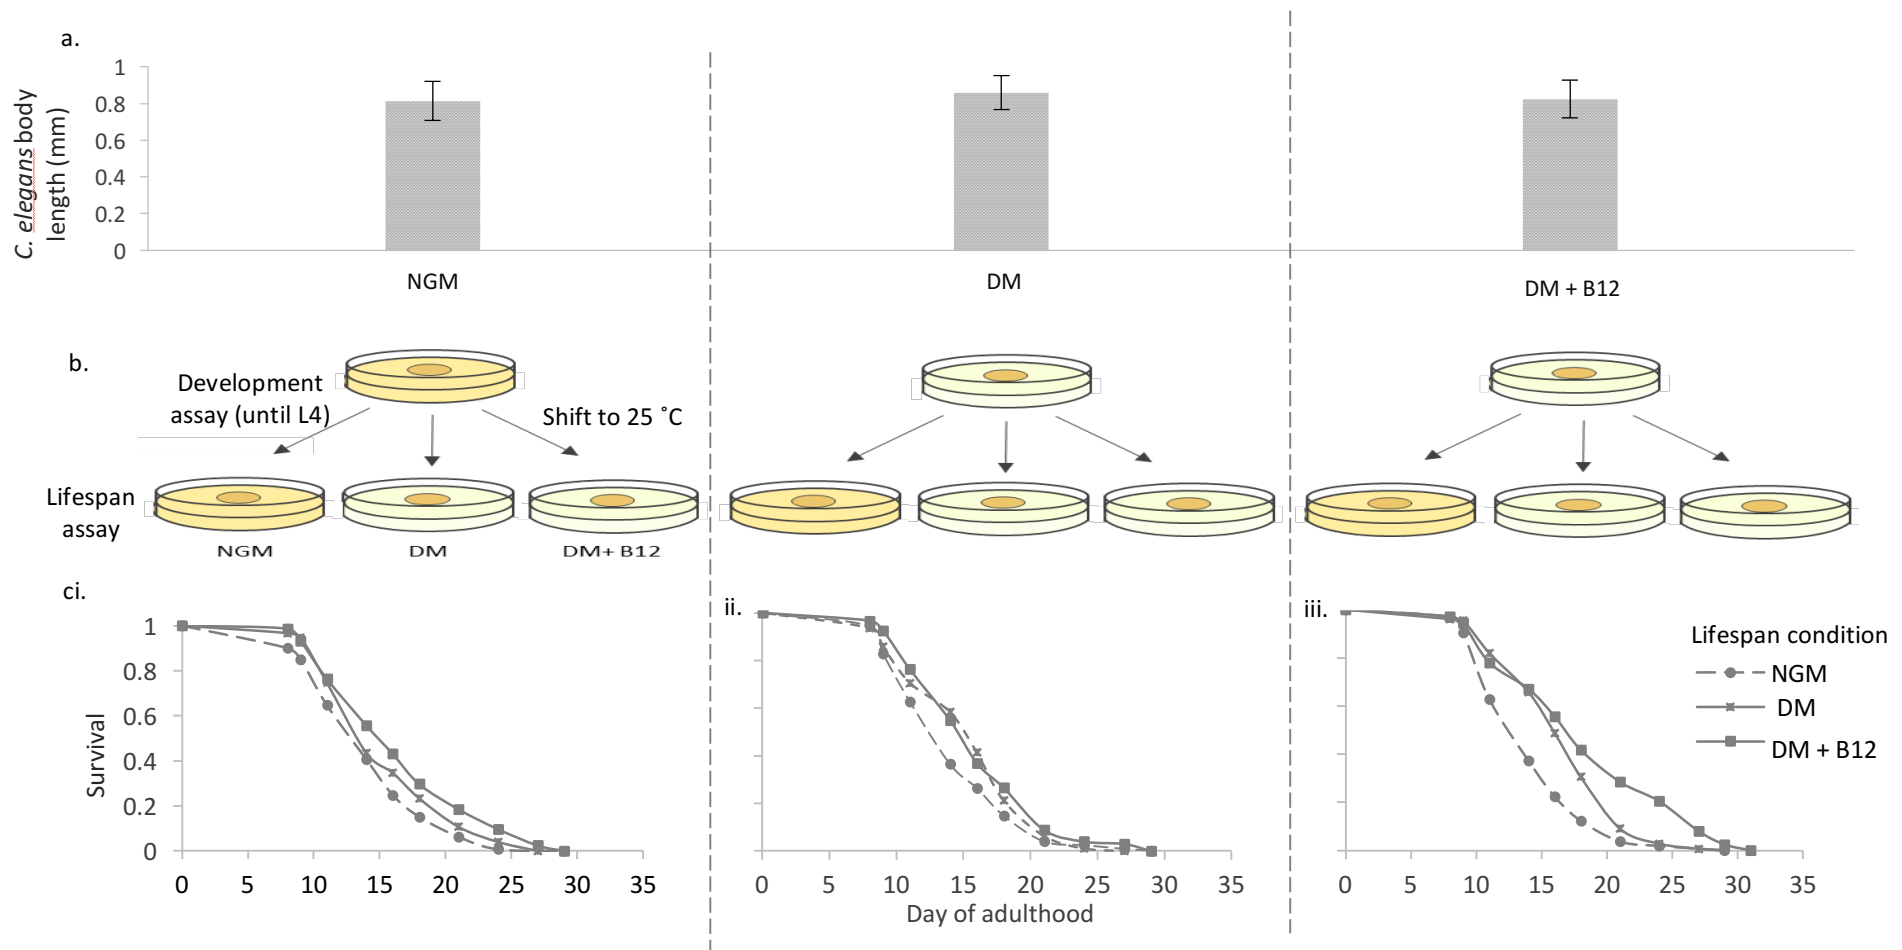 a.
C. elegans body
length (mm)
1
0.8
0.6
0.4
0.2
0
NGM
DM
DM + B12
b.
Development
assay (until L4)
Shift to 25 ˚C
Lifespan
assay
NGM
DM
DM+ B12
ci.
ii.
iii.
Survival
1
0.8
0.6
0.4
0.2
0
0 5 10 15 20 25 30 35
0 5 10 15 20 25 30 35
0 5 10 15 20 25 30 35
Day of adulthood
Lifespan condition
NGM
DM
DM + B12